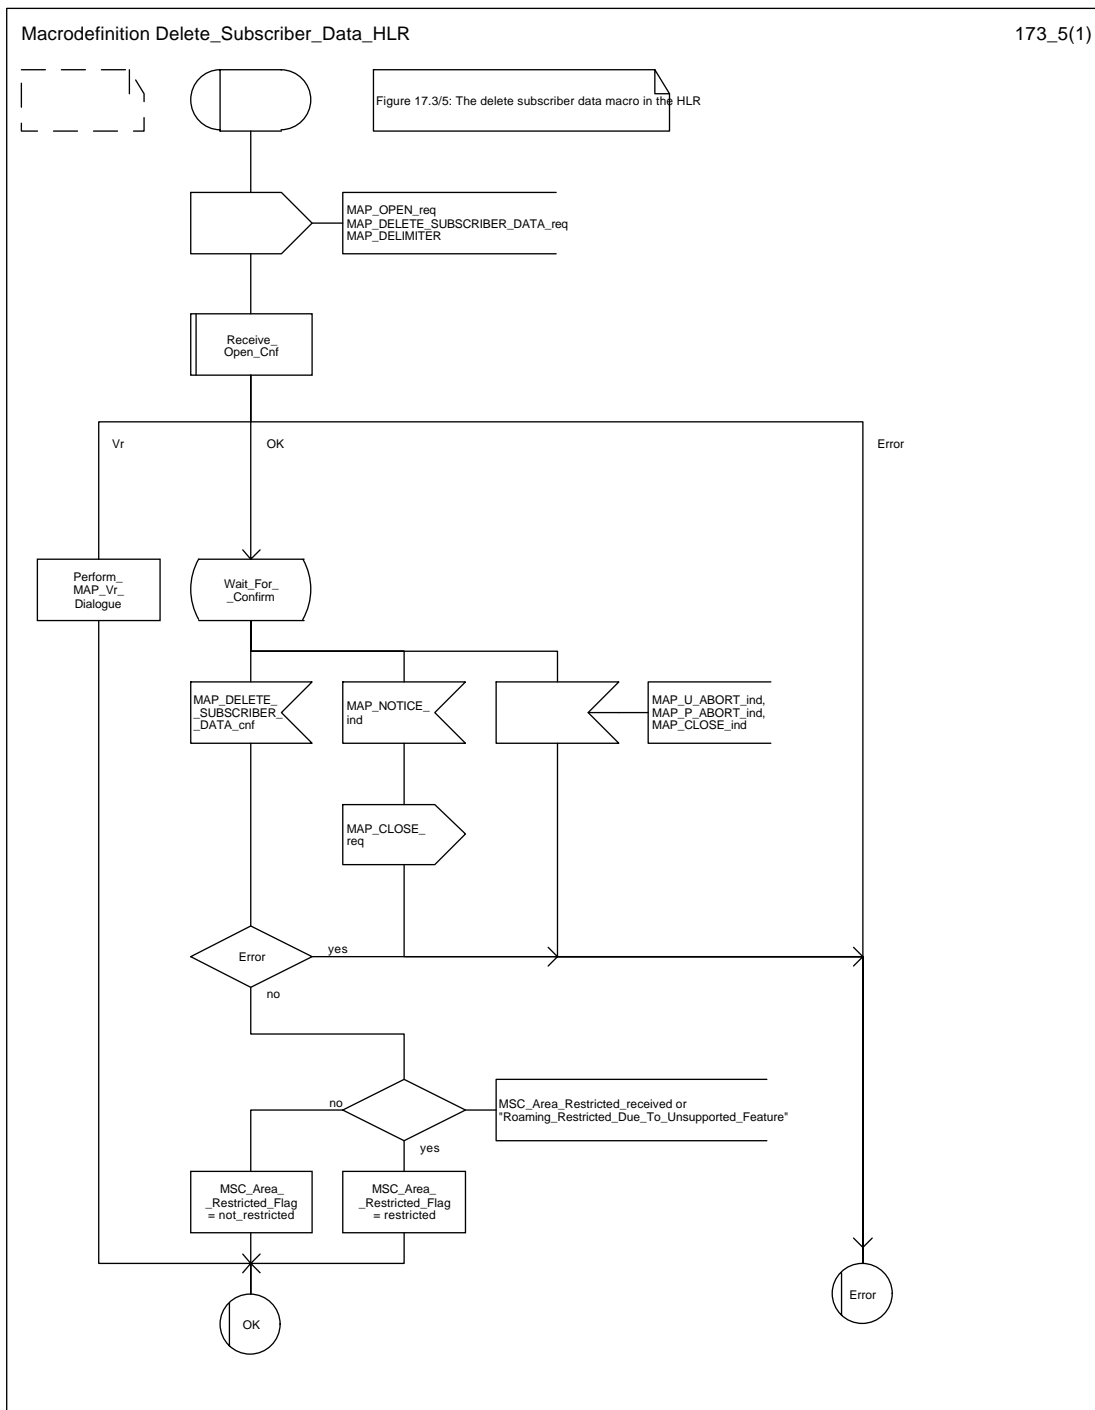 Macrodefinition Delete_Subscriber_Data_HLR
173_5(1)
Figure 17.3/5: The delete subscriber data macro in the HLR
MAP_OPEN_req
MAP_DELETE_SUBSCRIBER_DATA_req
MAP_DELIMITER
Receive_
Open_Cnf
Vr
OK
Error
Perform_
MAP_Vr_
Dialogue
Wait_For_
_Confirm
MAP_DELETE_
_SUBSCRIBER_
_DATA_cnf
MAP_NOTICE_
ind
MAP_U_ABORT_ind,
MAP_P_ABORT_ind,
MAP_CLOSE_ind
MAP_CLOSE_
req
Error
yes
no
no
MSC_Area_Restricted_received or
"Roaming_Restricted_Due_To_Unsupported_Feature"
yes
MSC_Area_
_Restricted_Flag
= not_restricted
MSC_Area_
_Restricted_Flag
= restricted
Error
OK